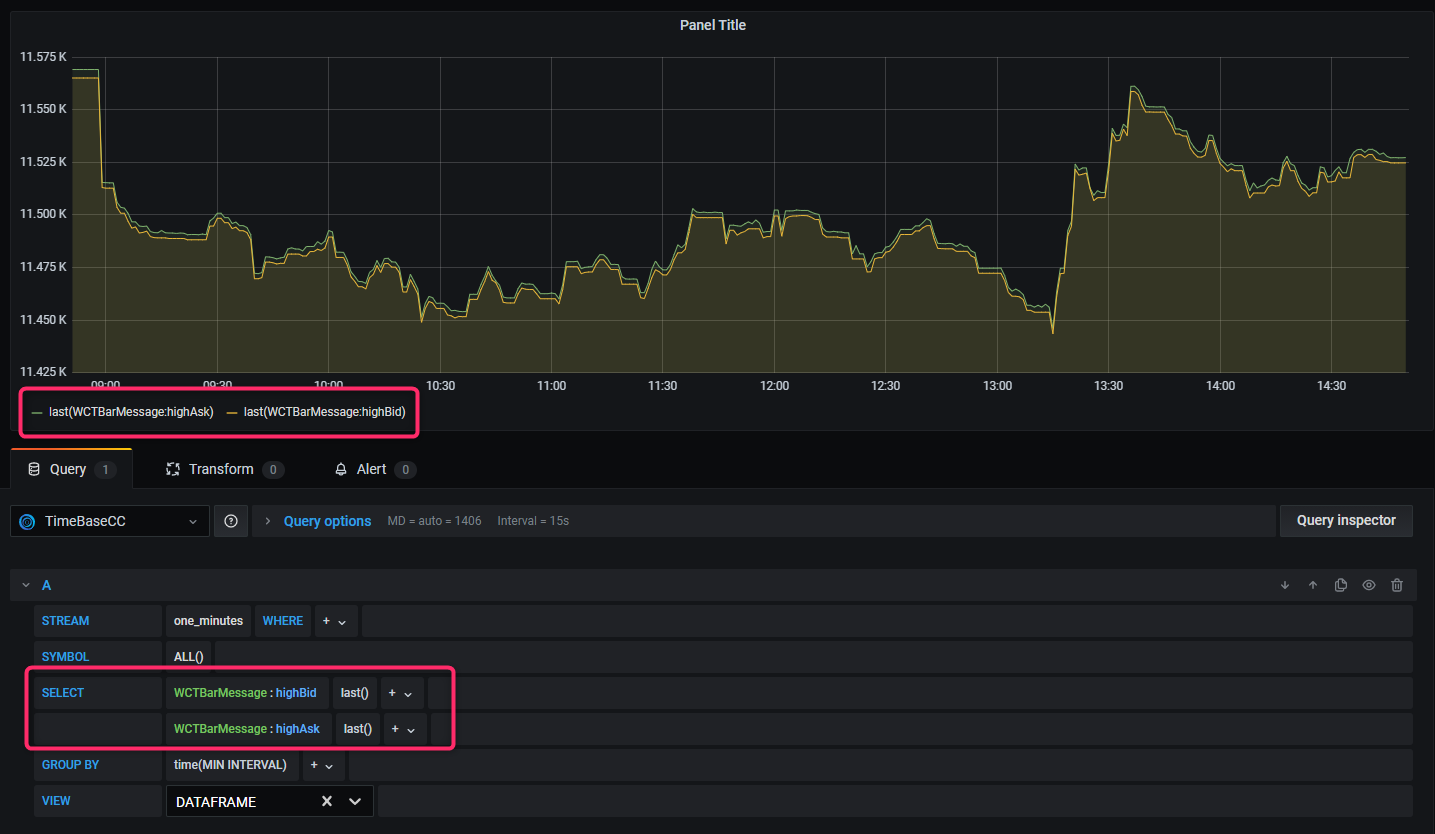 Panel Title
11.575 K
11.550 K
11.525 K
11.500 K
11.475 K
11.450 K
11.425 K
09:00 09:30 10:00 10:30 11:00 11:30 12:00 12:30 13:00 13:30 14:00 14:30
last(WCTBarMessage:highAsk) last(WCTBarMessage:highBid)
Query 1 Transform 0 Alert 0
TimeBaseCC Query options MD = auto = 1406 Interval = 15s Query inspector
A
STREAM one_minutes WHERE +
SYMBOL ALL()
SELECT WCTBarMessage : highBid last() +
WCTBarMessage : highAsk last() +
GROUP BY time(MIN INTERVAL) +
VIEW DATAFRAME